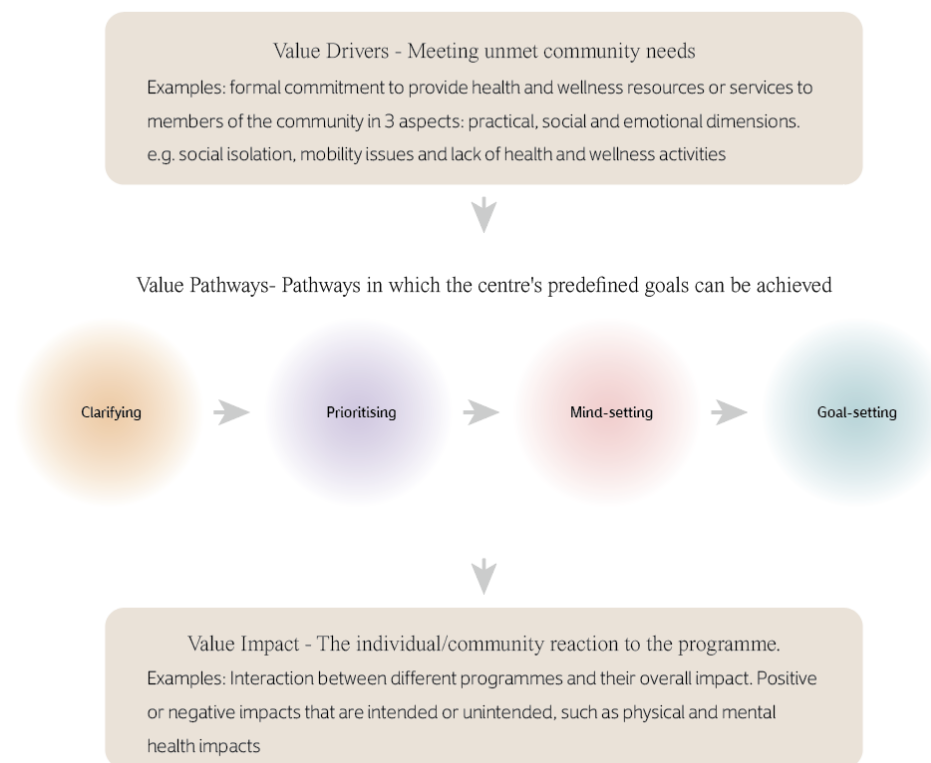 Value Drivers - Meeting unmet community needs
Examples: formal commitment to provide health and wellness resources or services to
members of the community in 3 aspects: practical, social and emotional dimensions.
e.g. social isolation, mobility issues and lack of health and wellness activities
Value Pathways- Pathways in which the centre's predefined goals can be achieved
Clarifying
Prioritising
Mind-setting
Goal-setting
Value Impact - The individual/community reaction to the programme.
Examples: Interaction between different programmes and their overall impact. Positive
or negative impacts that are intended or unintended, such as physical and mental
health impacts